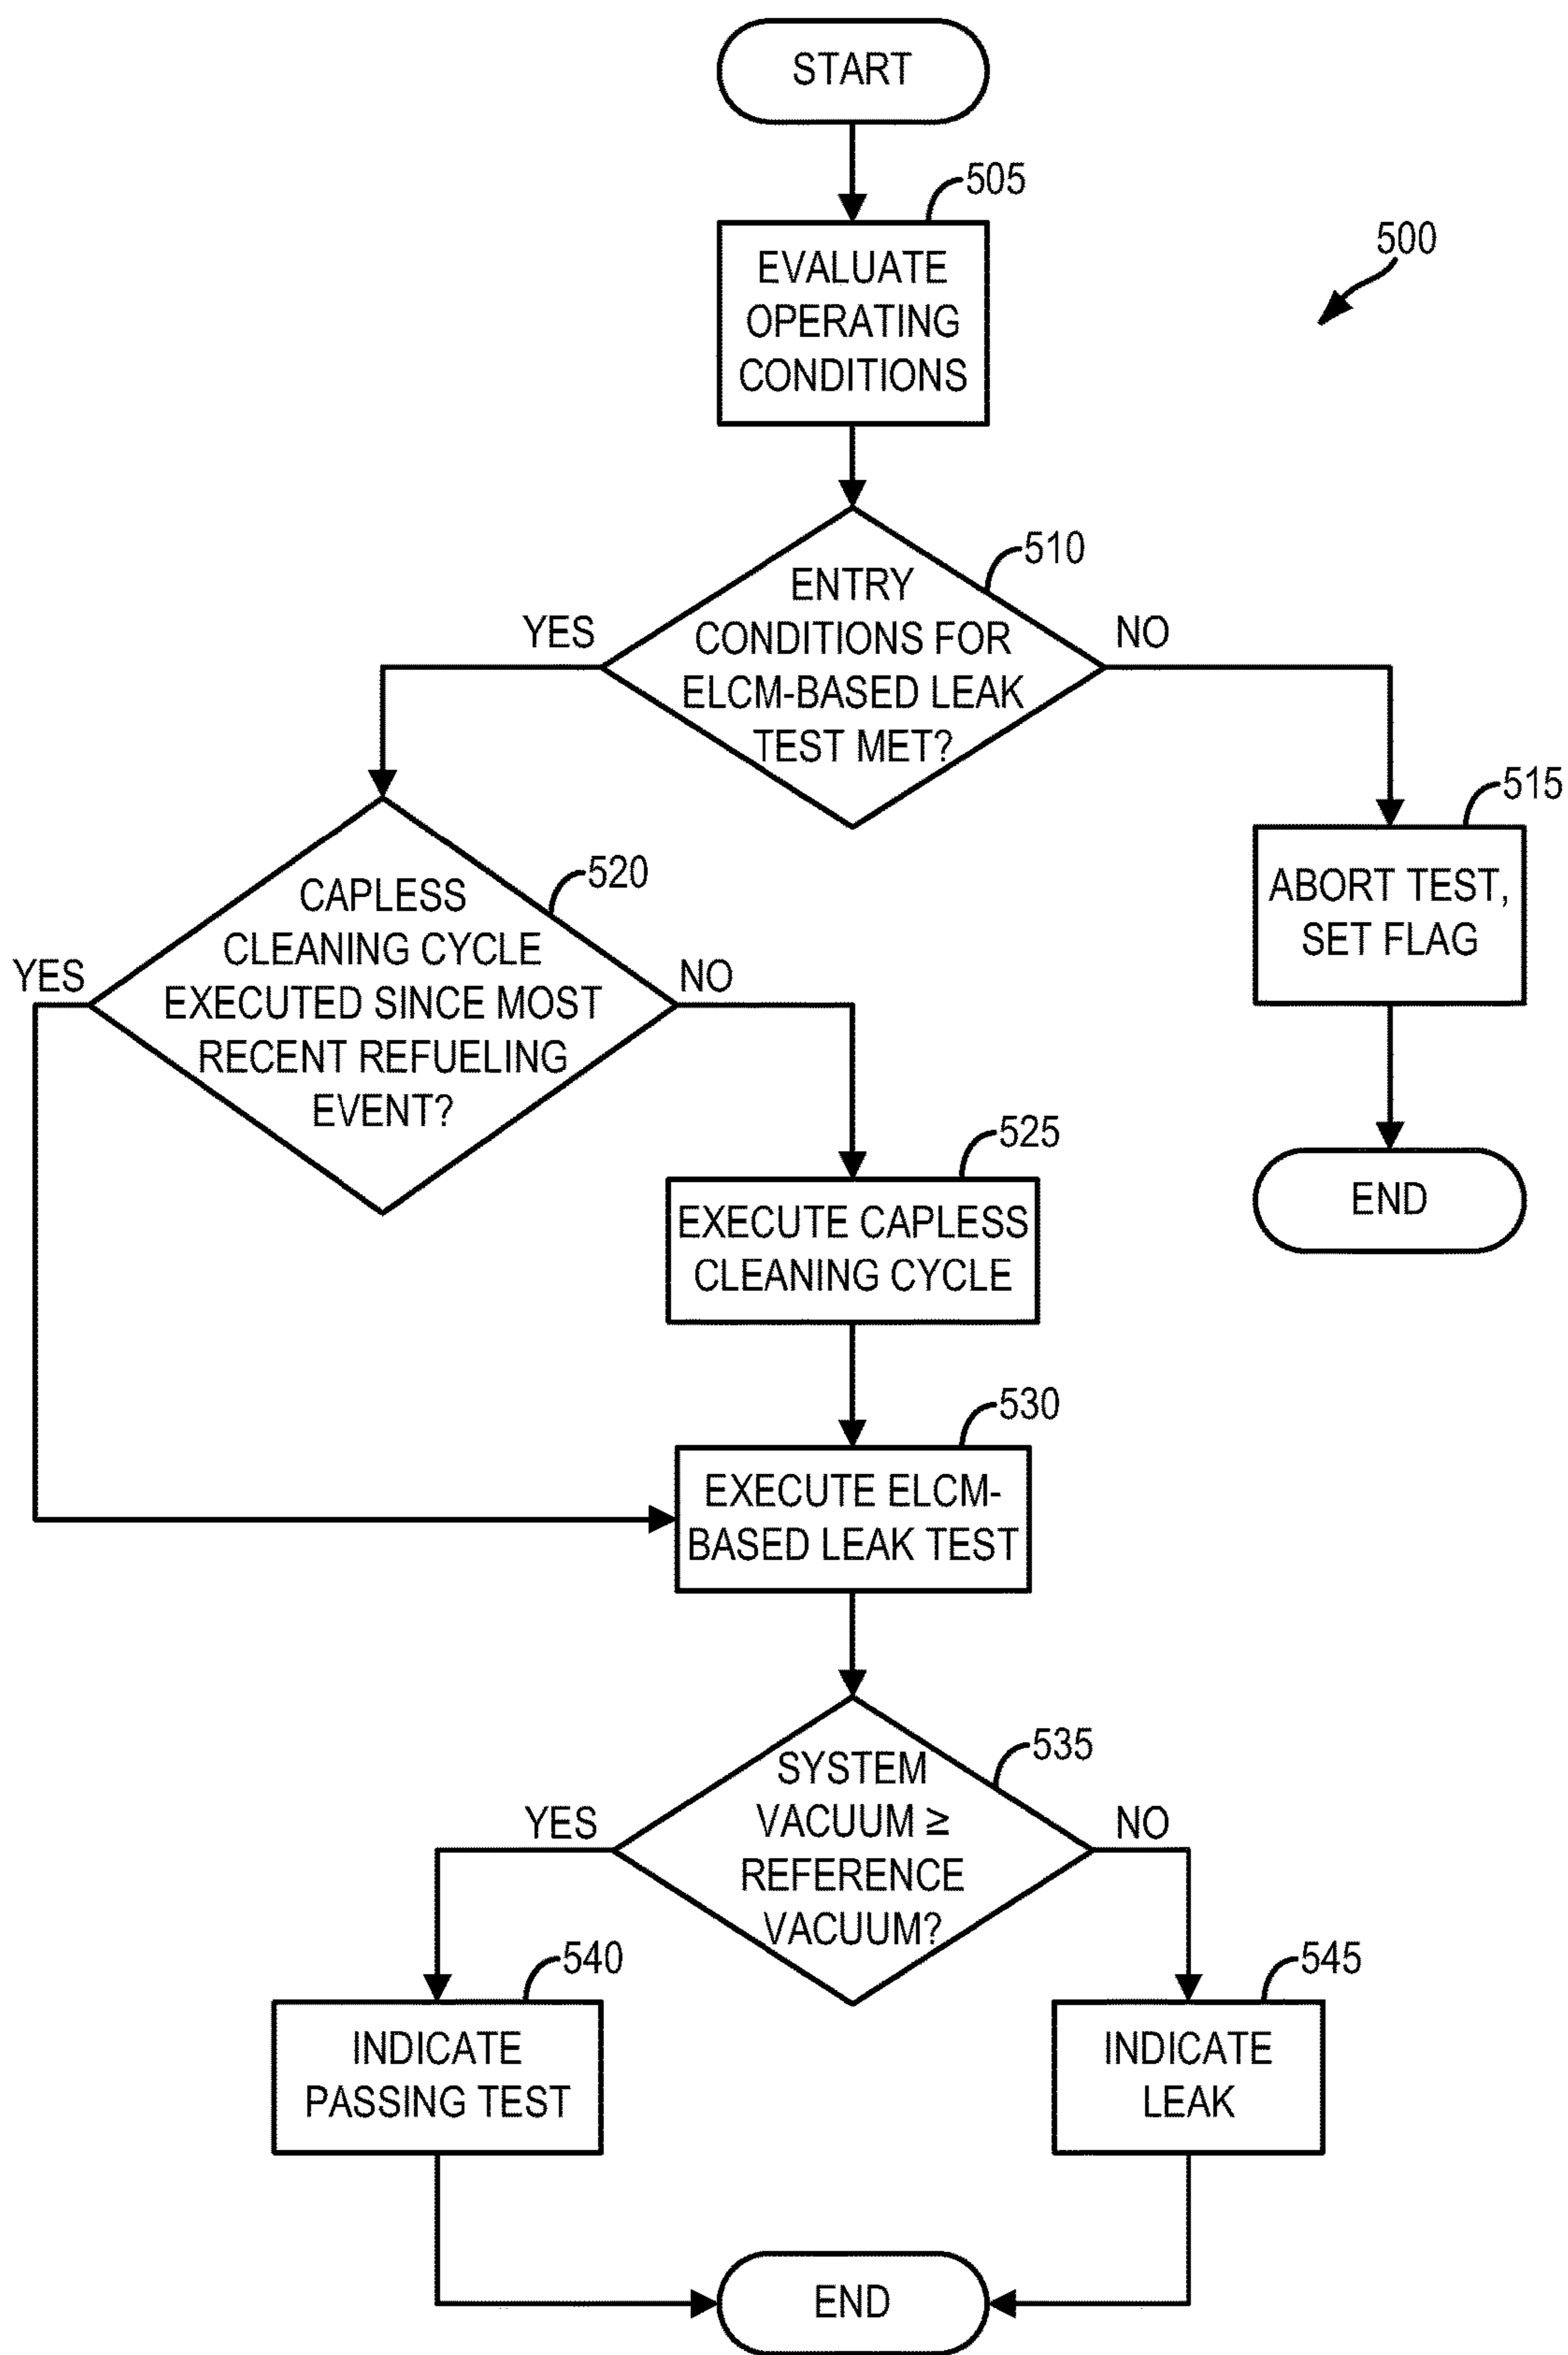 START
505
500
EVALUATE
OPERATING
CONDITIONS
510
ENTRY
CONDITIONS FOR
ELCM-BASED LEAK
TEST MET?
YES
NO
515
ABORT TEST,
SET FLAG
END
520
CAPLESS
CLEANING CYCLE
EXECUTED SINCE MOST
RECENT REFUELING
EVENT?
YES
NO
525
EXECUTE CAPLESS
CLEANING CYCLE
530
EXECUTE ELCM-
BASED LEAK TEST
535
SYSTEM
VACUUM ≥
REFERENCE
VACUUM?
YES
NO
540
INDICATE
PASSING TEST
545
INDICATE
LEAK
END